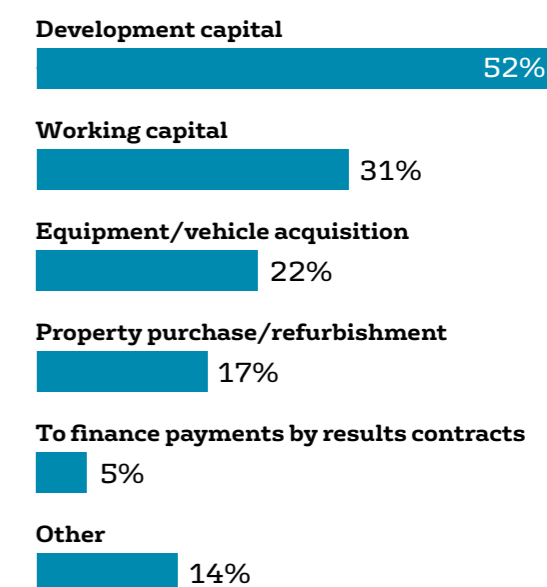 Development capital
52%
Working capital
31%
Equipment/vehicle acquisition
22%
Property purchase/refurbishment
17%
To finance payments by results contracts
5%
Other
14%